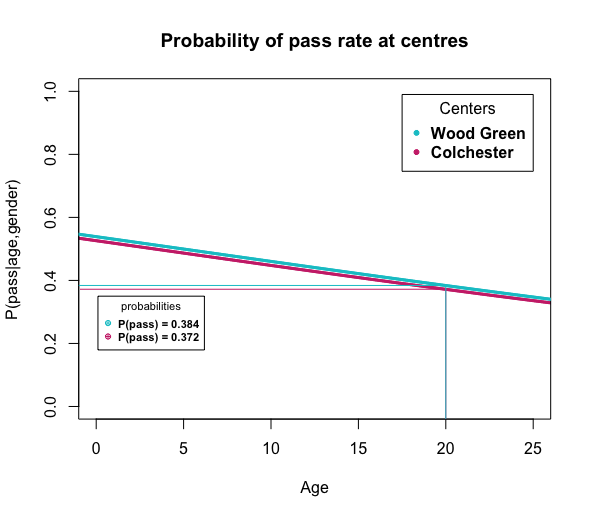 Probability of pass rate at centres
P(pass|age,gender)
1.0
0.8
0.6
0.4
0.2
0.0
Centers
Wood Green
Colchester
probabilities
P(pass) = 0.384
P(pass) = 0.372
0 5 10 15 20 25
Age